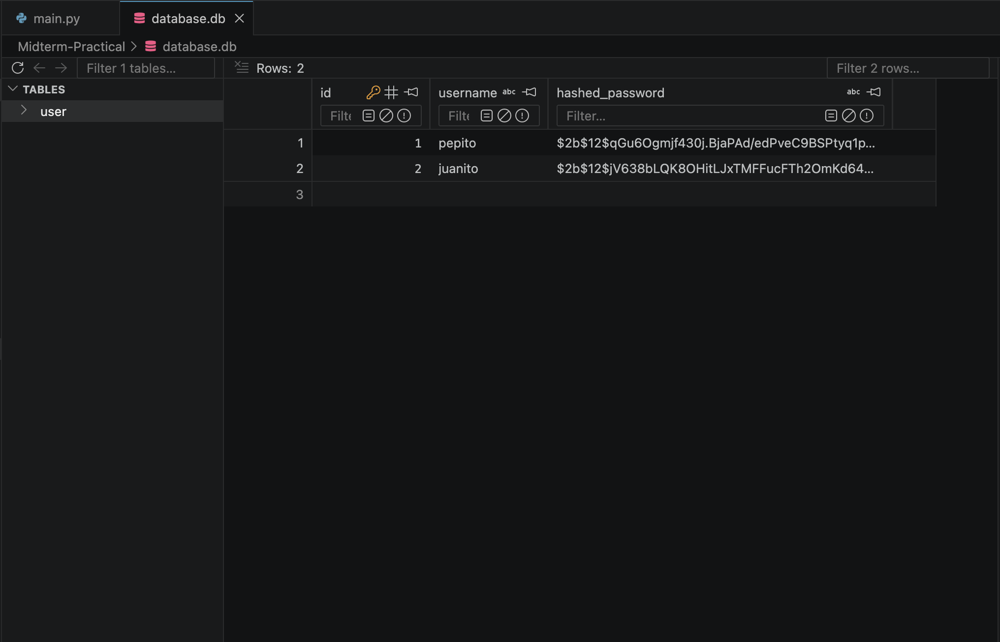 main.py database.db
Midterm-Practical > database.db
Filter 1 tables... Rows: 2 Filter 2 rows...
TABLES
user
id username abc hashed_password abc
Filte Filte Filter...
1 1 pepito $2b$12$qGu6Ogmjf430j.BjaPAd/edPveC9BSPtyq1p...
2 2 juanito $2b$12$jV638bLQK8OHitLJxTMFFucFTh2OmKd64...
3